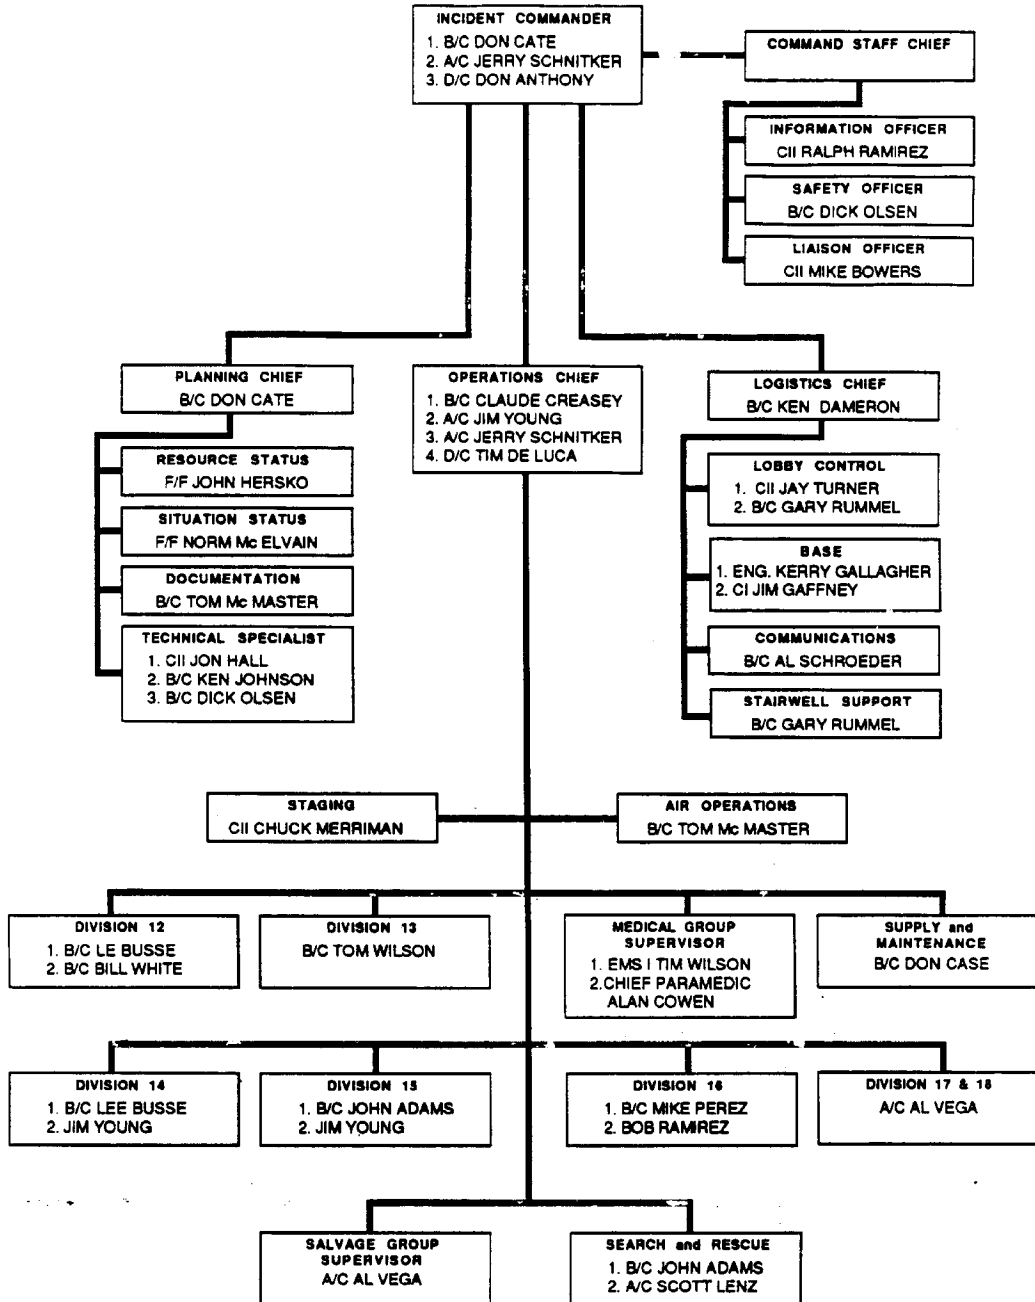 INCIDENT COMMANDER
1. B/C DON CATE
2. A/C JERRY SCHNITKER
3. D/C DON ANTHONY
COMMAND STAFF CHIEF
INFORMATION OFFICER
CII RALPH RAMIREZ
SAFETY OFFICER
B/C DICK OLSEN
LIAISON OFFICER
CII MIKE BOWERS
PLANNING CHIEF
B/C DON CATE
RESOURCE STATUS
F/F JOHN HERSKO
SITUATION STATUS
F/F NORM Mc ELVAIN
DOCUMENTATION
B/C TOM Mc MASTER
TECHNICAL SPECIALIST
1. CII JON HALL
2. B/C KEN JOHNSON
3. B/C DICK OLSEN
OPERATIONS CHIEF
1. B/C CLAUDE CREASEY
2. A/C JIM YOUNG
3. A/C JERRY SCHNITKER
4. D/C TIM DE LUCA
LOGISTICS CHIEF
B/C KEN DAMERON
LOBBY CONTROL
1. CII JAY TURNER
2. B/C GARY RUMMEL
BASE
1. ENG. KERRY GALLAGHER
2. CI JIM GAFFNEY
COMMUNICATIONS
B/C AL SCHROEDER
STAIRWELL SUPPORT
B/C GARY RUMMEL
STAGING
CII CHUCK MERRIMAN
AIR OPERATIONS
B/C TOM Mc MASTER
DIVISION 12
1. B/C LE BUSSE
2. B/C BILL WHITE
DIVISION 13
B/C TOM WILSON
MEDICAL GROUP
SUPERVISOR
1. EMS I TIM WILSON
2. CHIEF PARAMEDIC
ALAN COWEN
SUPPLY and
MAINTENANCE
B/C DON CASE
DIVISION 14
1. B/C LEE BUSSE
2. JIM YOUNG
DIVISION 15
1. B/C JOHN ADAMS
2. JIM YOUNG
DIVISION 16
1. B/C MIKE PEREZ
2. BOB RAMIREZ
DIVISION 17 & 18
A/C AL VEGA
SALVAGE GROUP
SUPERVISOR
A/C AL VEGA
SEARCH and RESCUE
1. B/C JOHN ADAMS
2. A/C SCOTT LENZ